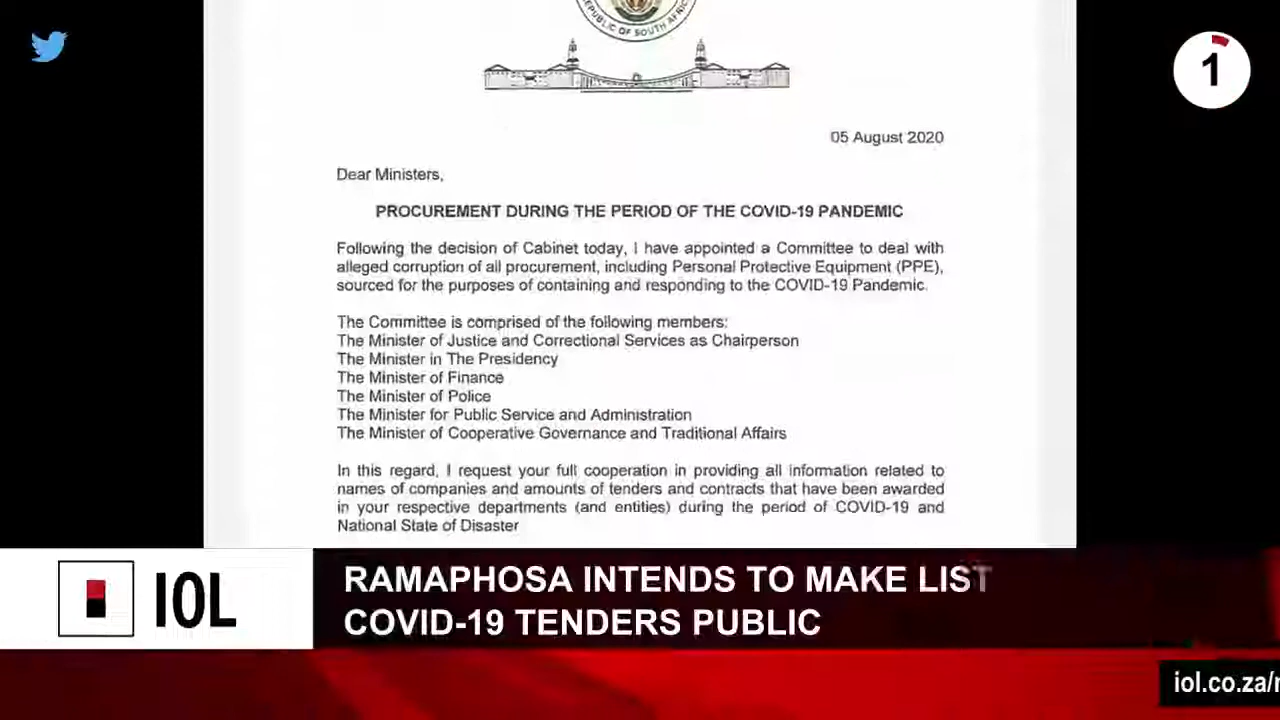 REPUBLIC OF SOUTH AFRICA
1
05 August 2020
Dear Ministers,
PROCUREMENT DURING THE PERIOD OF THE COVID-19 PANDEMIC
Following the decision of Cabinet today, I have appointed a Committee to deal with
alleged corruption of all procurement, including Personal Protective Equipment (PPE),
sourced for the purposes of containing and responding to the COVID-19 Pandemic.
The Committee is comprised of the following members:
The Minister of Justice and Correctional Services as Chairperson
The Minister in The Presidency
The Minister of Finance
The Minister of Police
The Minister for Public Service and Administration
The Minister of Cooperative Governance and Traditional Affairs
In this regard, I request your full cooperation in providing all information related to
names of companies and amounts of tenders and contracts that have been awarded
in your respective departments (and entities) during the period of COVID-19 and
National State of Disaster
IOL
RAMAPHOSA INTENDS TO MAKE LIST
COVID-19 TENDERS PUBLIC
iol.co.za/